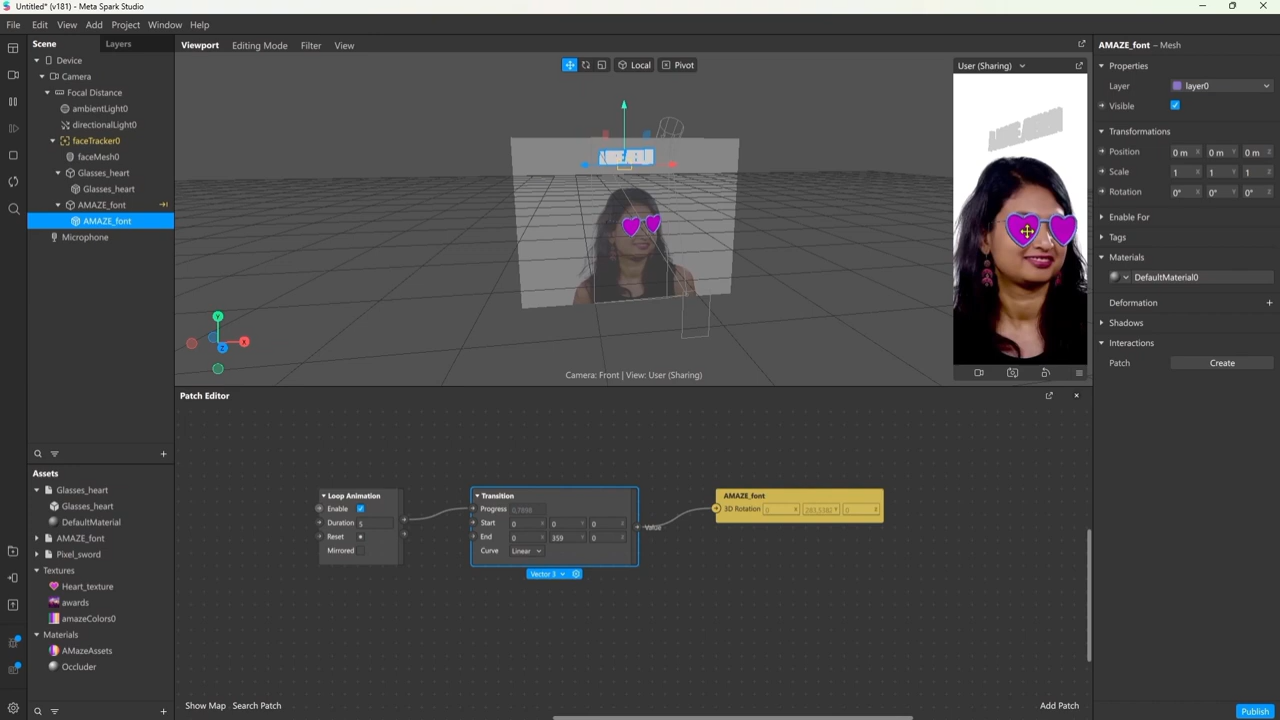 Untitled* (v181) - Meta Spark Studio
File Edit View Add Project Window Help
Scene Layers
Device
Camera
Focal Distance
ambientLight0
directionalLight0
faceTracker0
faceMesh0
Glasses_heart
Glasses_heart
AMAZE_font
AMAZE_font
Microphone
Assets
Glasses_heart
Glasses_heart
DefaultMaterial
AMAZE_font
Pixel_sword
Textures
Heart_texture
awards
amazeColors0
Materials
AMazeAssets
Occluder
Viewport Editing Mode Filter View
Local Pivot
Camera: Front | View: User (Sharing)
User (Sharing)
Patch Editor
Loop Animation
Enable
Duration 5
Reset
Mirrored
Transition
Progress 0.7898
Start 0 X 0 Y 0 Z
End 0 X 359 Y 0 Z
Curve Linear
Vector 3
Value
AMAZE_font
3D Rotation 0 X Y 0 Z
Show Map Search Patch
Add Patch
AMAZE_font – Mesh
Properties
Layer layer0
Visible
Transformations
Position 0 m X 0 m Y 0 m Z
Scale 1 X 1 Y 1 Z
Rotation 0° X 0° Y 0° Z
Enable For
Tags
Materials
DefaultMaterial0
Deformation
Shadows
Interactions
Patch Create
Publish
X
Y
Z